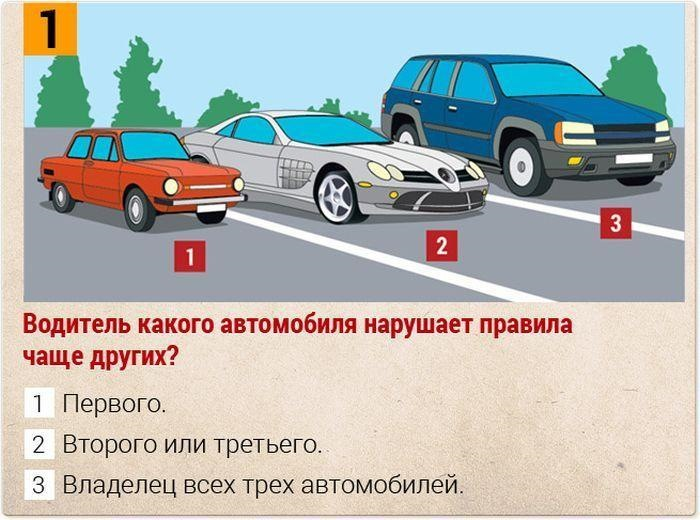 1
1
2
3
Водитель какого автомобиля нарушает правила
чаще других?
1 Первого.
2 Второго или третьего.
3 Владелец всех трех автомобилей.